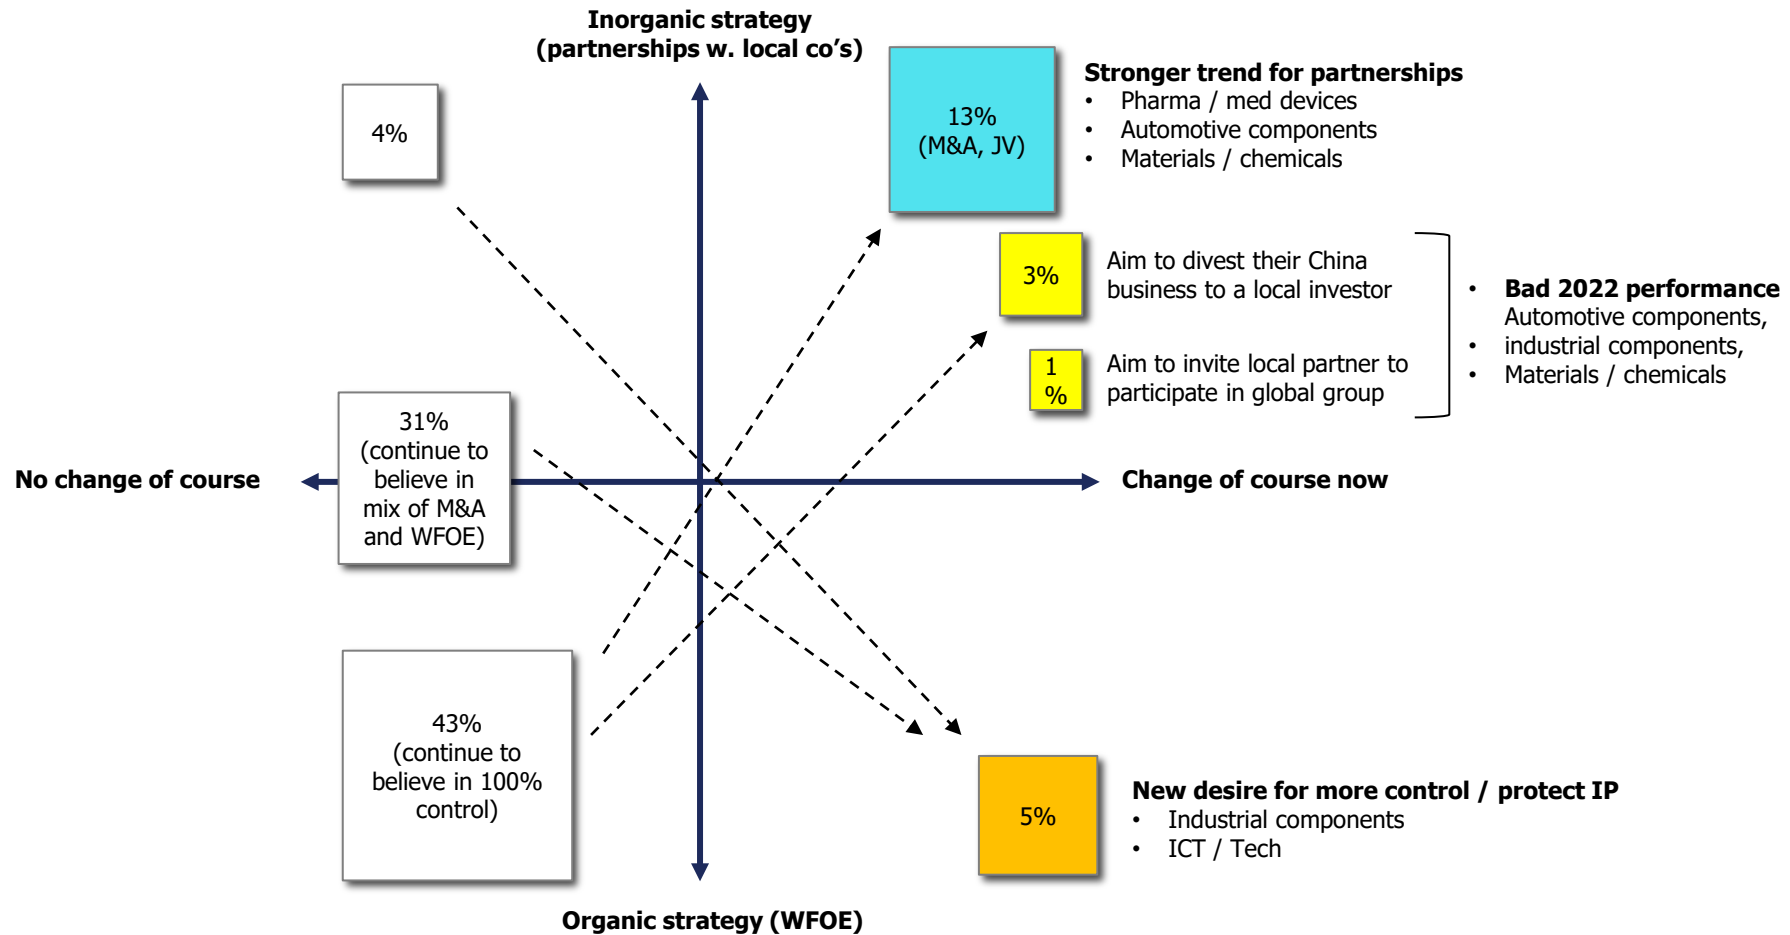 Inorganic strategy
(partnerships w. local co’s)
4%
13%
(M&A, JV)
Stronger trend for partnerships
• Pharma / med devices
• Automotive components
• Materials / chemicals
3%
Aim to divest their China
business to a local investor
1
%
Aim to invite local partner to
participate in global group
• Bad 2022 performance
Automotive components,
• industrial components,
• Materials / chemicals
No change of course
31%
(continue to
believe in
mix of M&A
and WFOE)
Change of course now
43%
(continue to
believe in 100%
control)
5%
New desire for more control / protect IP
• Industrial components
• ICT / Tech
Organic strategy (WFOE)